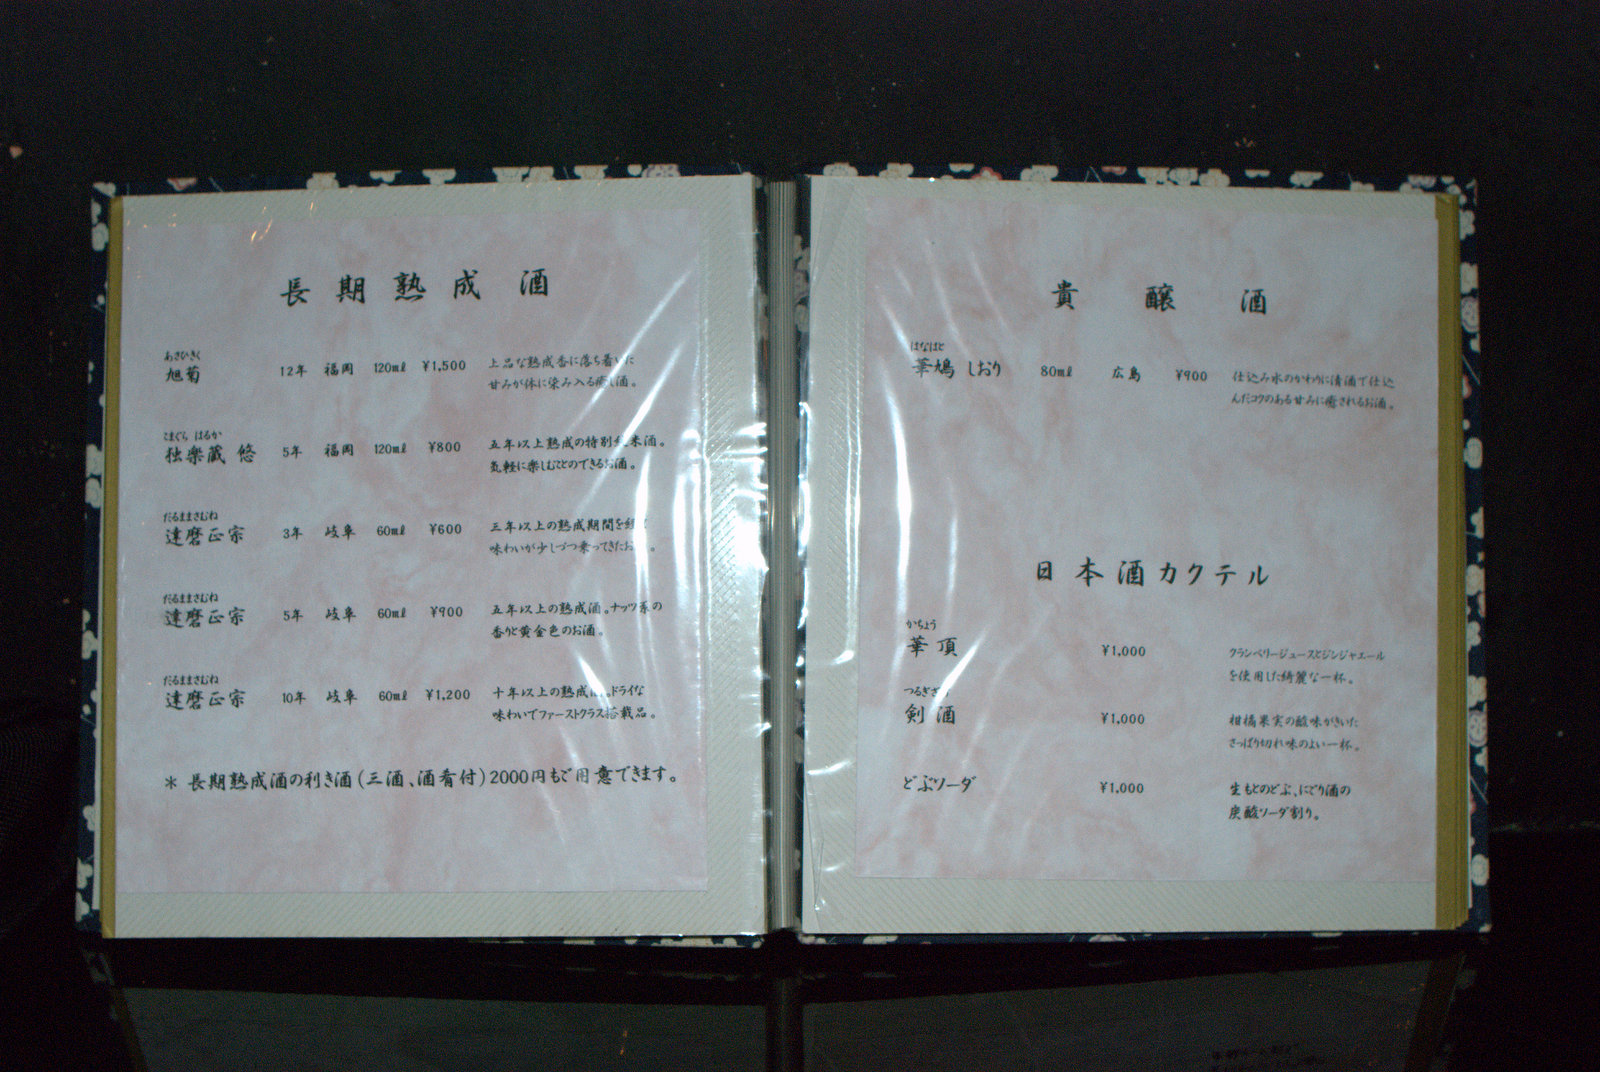 長期熟成酒
あさひきく
旭菊 12年 福岡 120ml ¥1,500 上品な熟成香に落ち着いた
甘みが体に染み入る癒し酒。
こまぐら はるか
独楽蔵 悠 5年 福岡 120ml ¥800 五年以上熟成の特別純米酒。
気軽に楽しむことのできるお酒。
だるままさむね
達磨正宗 3年 岐阜 60ml ¥600 三年以上の熟成期間を経
味わいが少しづつ乗ってきたお
だるままさむね
達磨正宗 5年 岐阜 60ml ¥900 五年以上の熟成酒。ナッツ系の
香りと黄金色のお酒。
だるままさむね
達磨正宗 10年 岐阜 60ml ¥1,200 十年以上の熟成 。ドライな
味わいでファーストクラス搭載品。
* 長期熟成酒の利き酒(三酒、酒肴付)2000円もご用意できます。
貴醸酒
はなはと
華鳩 しおり 80ml 広島 ¥900 仕込み水のかわりに清酒で仕込
んだコクのある甘みに癒されるお酒。
日本酒カクテル
かちょう
華頂 ¥1,000 クランベリージュースとジンジャエール
を使用した綺麗な一杯。
つるぎざけ
剣酒 ¥1,000 柑橘果実の酸味がきいた
さっぱり切れ味のよい一杯。
どぶソーダ ¥1,000 生もとのどぶ、にごり酒の
炭酸ソーダ割り。